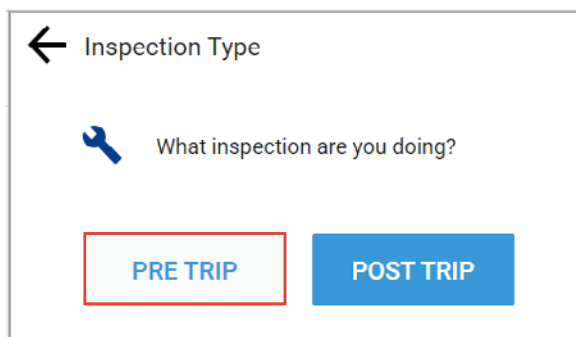 Inspection Type
What inspection are you doing?
PRE TRIP
POST TRIP